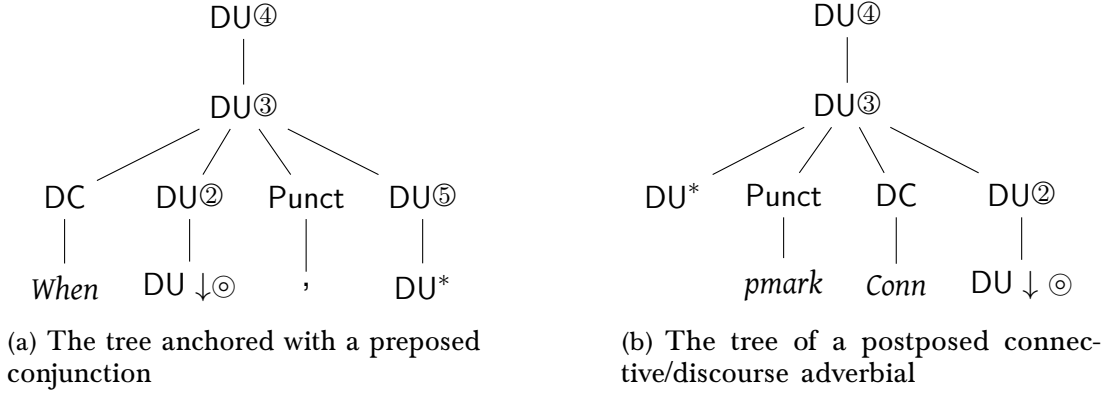 DU④ DU④
DU③ DU③
DC DU② Punct DU⑤ DU* Punct DC DU②
When DU ↓⊚ , DU* pmark Conn DU ↓ ⊚
(a) The tree anchored with a preposed
conjunction
(b) The tree of a postposed connec-
tive/discourse adverbial